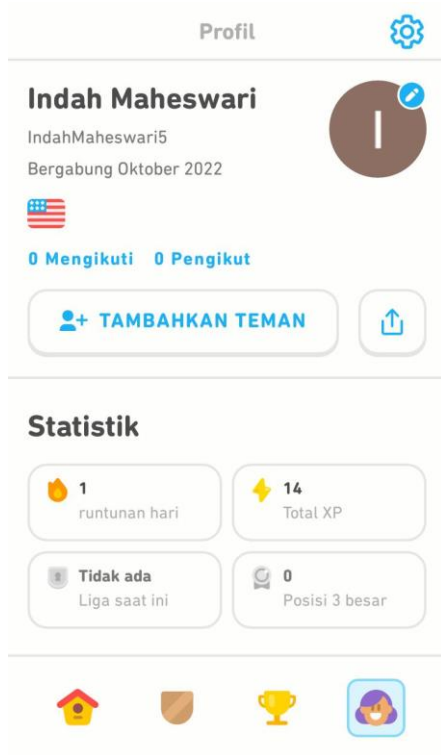 Profil
Indah Maheswari
IndahMaheswari5
Bergabung Oktober 2022
I
0 Mengikuti 0 Pengikut
TAMBAHKAN TEMAN
Statistik
1
runtunan hari
14
Total XP
Tidak ada
Liga saat ini
0
Posisi 3 besar